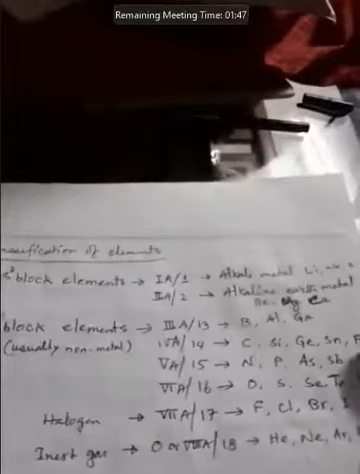 Remaining Meeting Time: 01:47
of elements
block elements → IA/1 → Alkali metal Li, Na,
IIA/2 → Alkaline earth metal
Be, Mg Ca
block elements → IIIA/13 → B, Al, Ga
(usually non-metal) IVA/14 → C, Si, Ge, Sn, P
VA/15 → N, P, As, Sb
VIA/16 → O, S, Se, Te
Halogen → VIIA/17 → F, Cl, Br, I
Inert gas → 0 or VIIIA/18 → He, Ne, Ar,